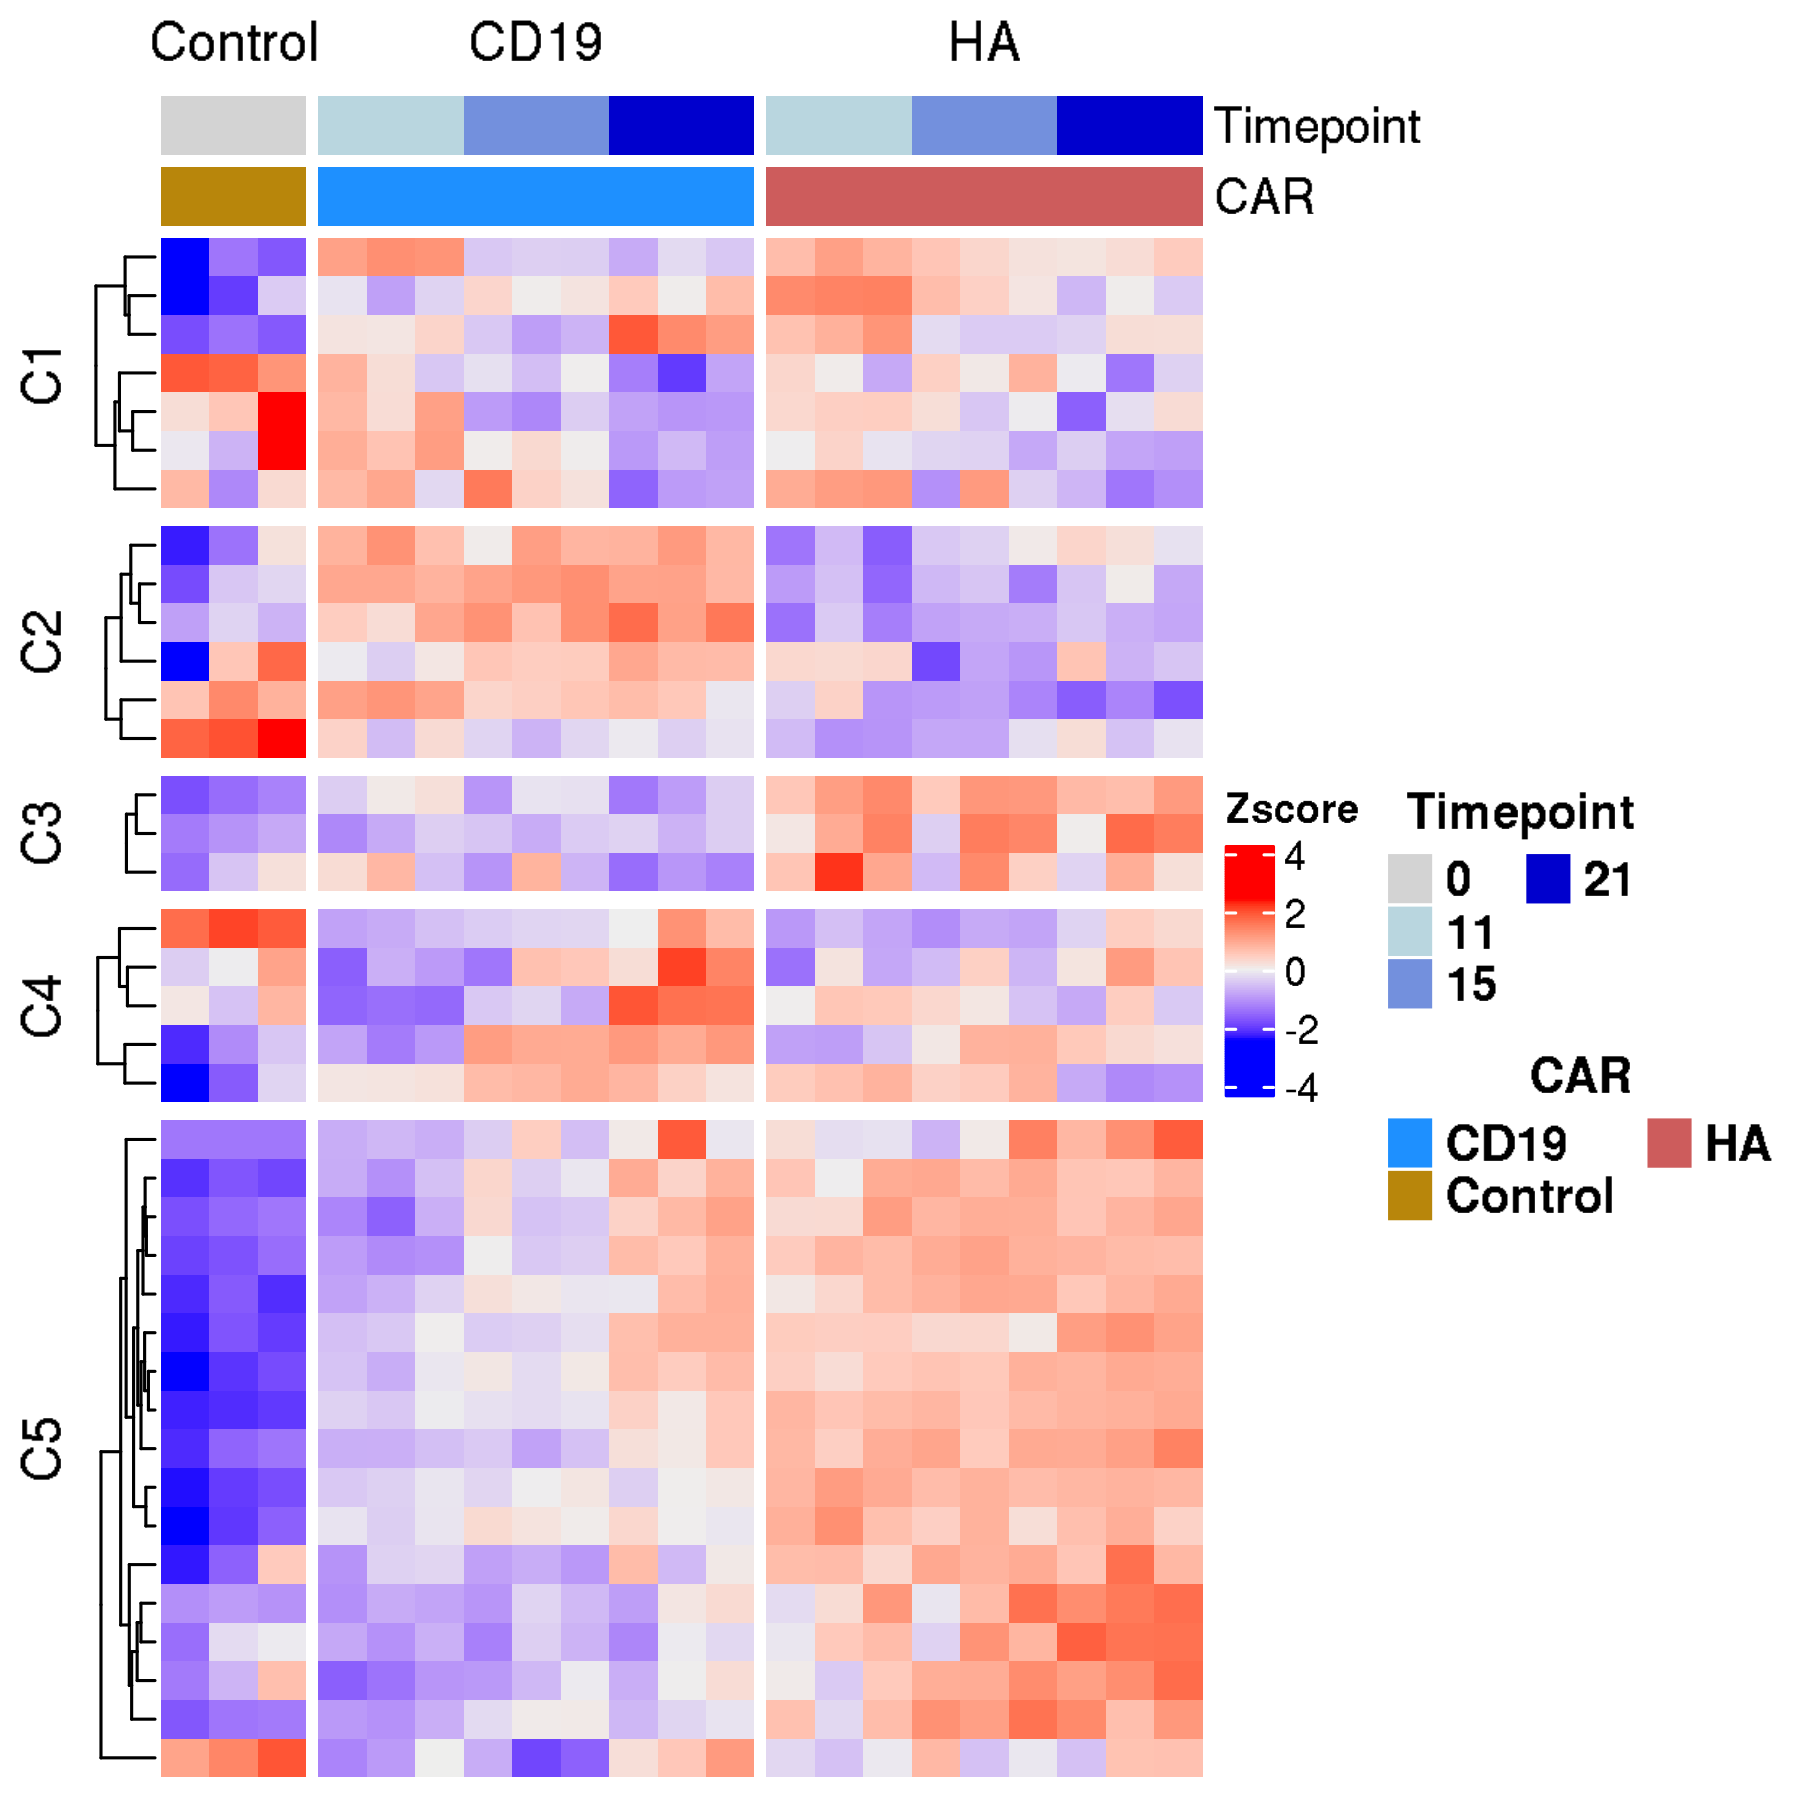 Control CD19 HA
Timepoint
CAR
C1
C2
C3
C4
C5
Zscore
4
2
0
-2
-4
Timepoint
0 21
11
15
CAR
CD19 HA
Control